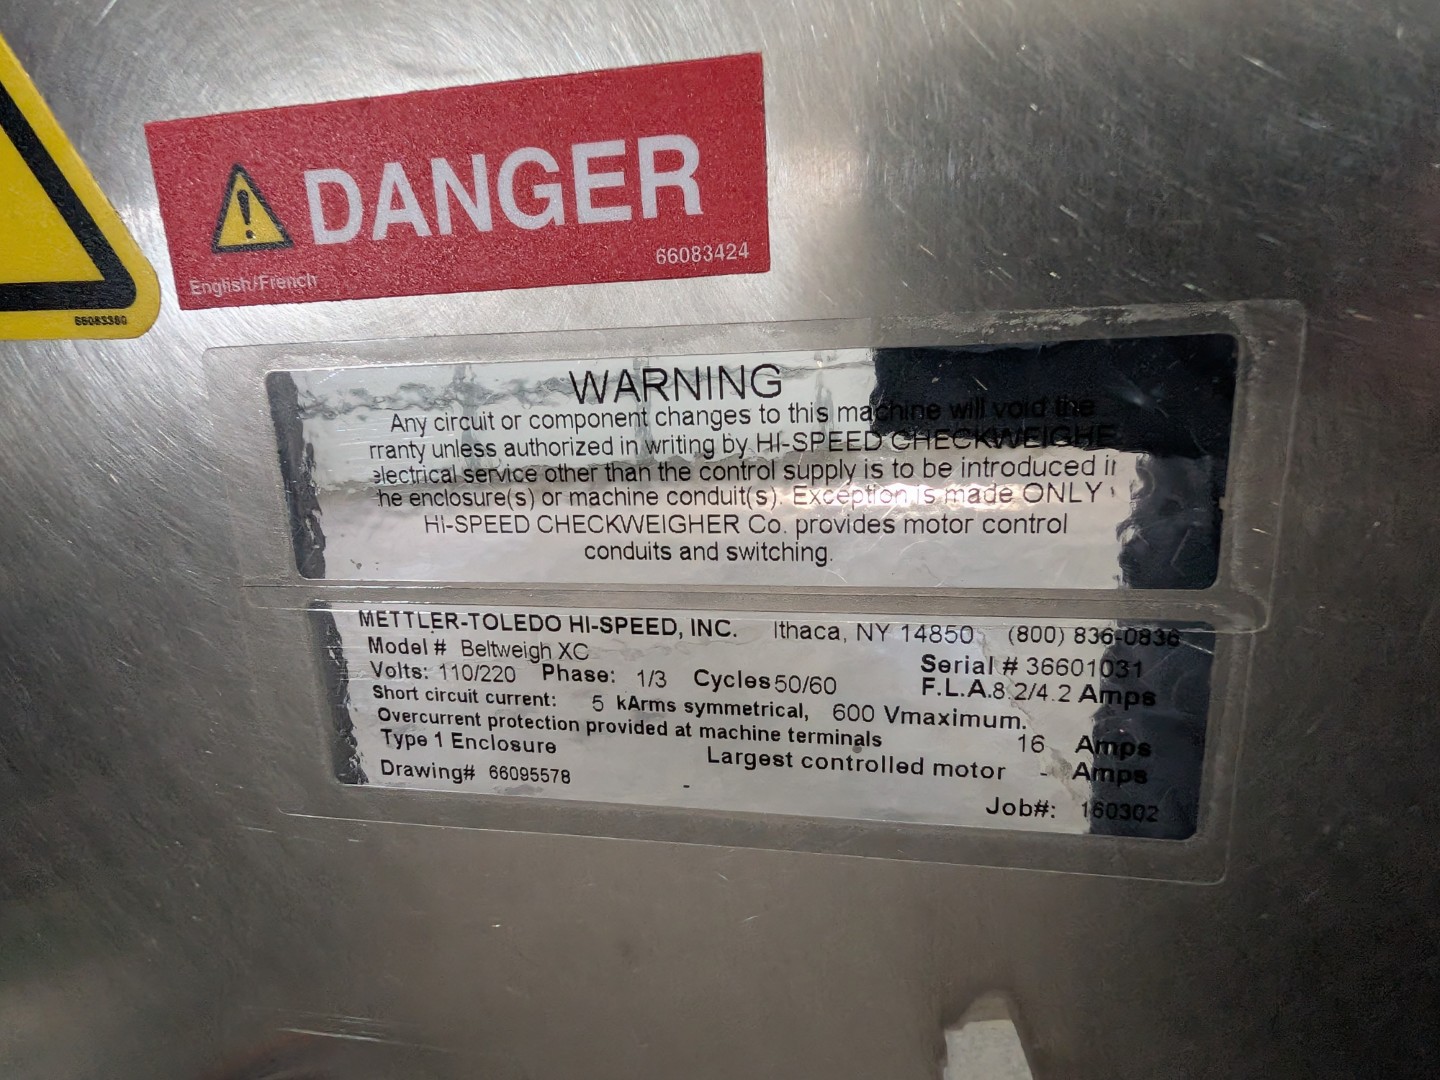 DANGER
66083424
English/French
66083360
WARNING
Any circuit or component changes to this machine will void the
rranty unless authorized in writing by HI-SPEED CHECKWEIGHE
electrical service other than the control supply is to be introduced i
he enclosure(s) or machine conduit(s). Exception is made ONLY
HI-SPEED CHECKWEIGHER Co. provides motor control
conduits and switching.
METTLER-TOLEDO HI-SPEED, INC. Ithaca, NY 14850 (800) 836-0836
Model # Beltweigh XC Serial # 36601031
Volts: 110/220 Phase: 1/3 Cycles 50/60 F.L.A. 8.2/4.2 Amps
Short circuit current: 5 kArms symmetrical, 600 Vmaximum.
Overcurrent protection provided at machine terminals 16 Amps
Type 1 Enclosure Largest controlled motor - Amps
Drawing# 66095578 Job#: 160302